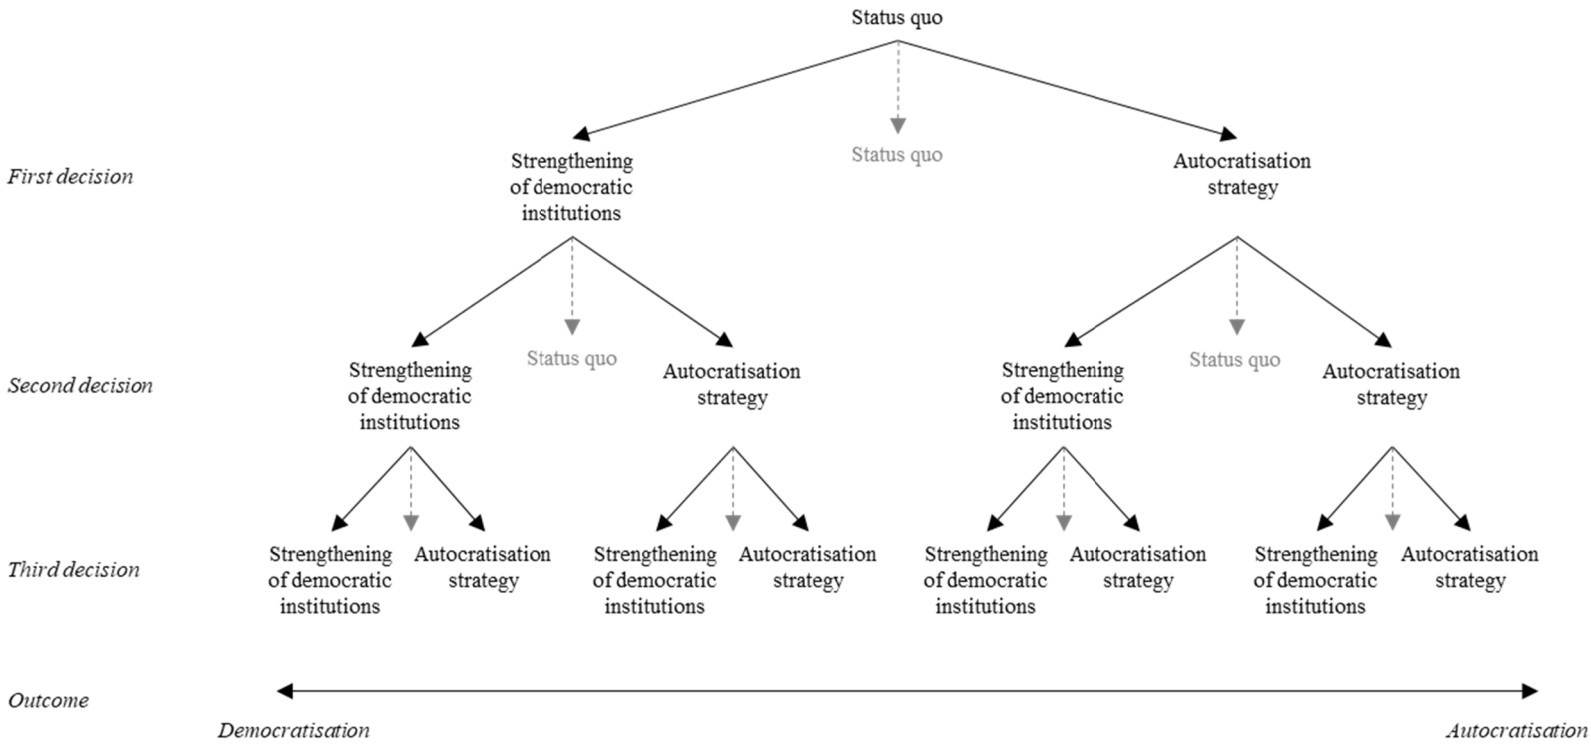 Status quo
First decision
Strengthening
of democratic
institutions
Status quo
Autocratisation
strategy
Second decision
Strengthening
of democratic
institutions
Status quo
Autocratisation
strategy
Strengthening
of democratic
institutions
Status quo
Autocratisation
strategy
Third decision
Strengthening
of democratic
institutions
Autocratisation
strategy
Strengthening
of democratic
institutions
Autocratisation
strategy
Strengthening
of democratic
institutions
Autocratisation
strategy
Strengthening
of democratic
institutions
Autocratisation
strategy
Outcome
Democratisation
Autocratisation